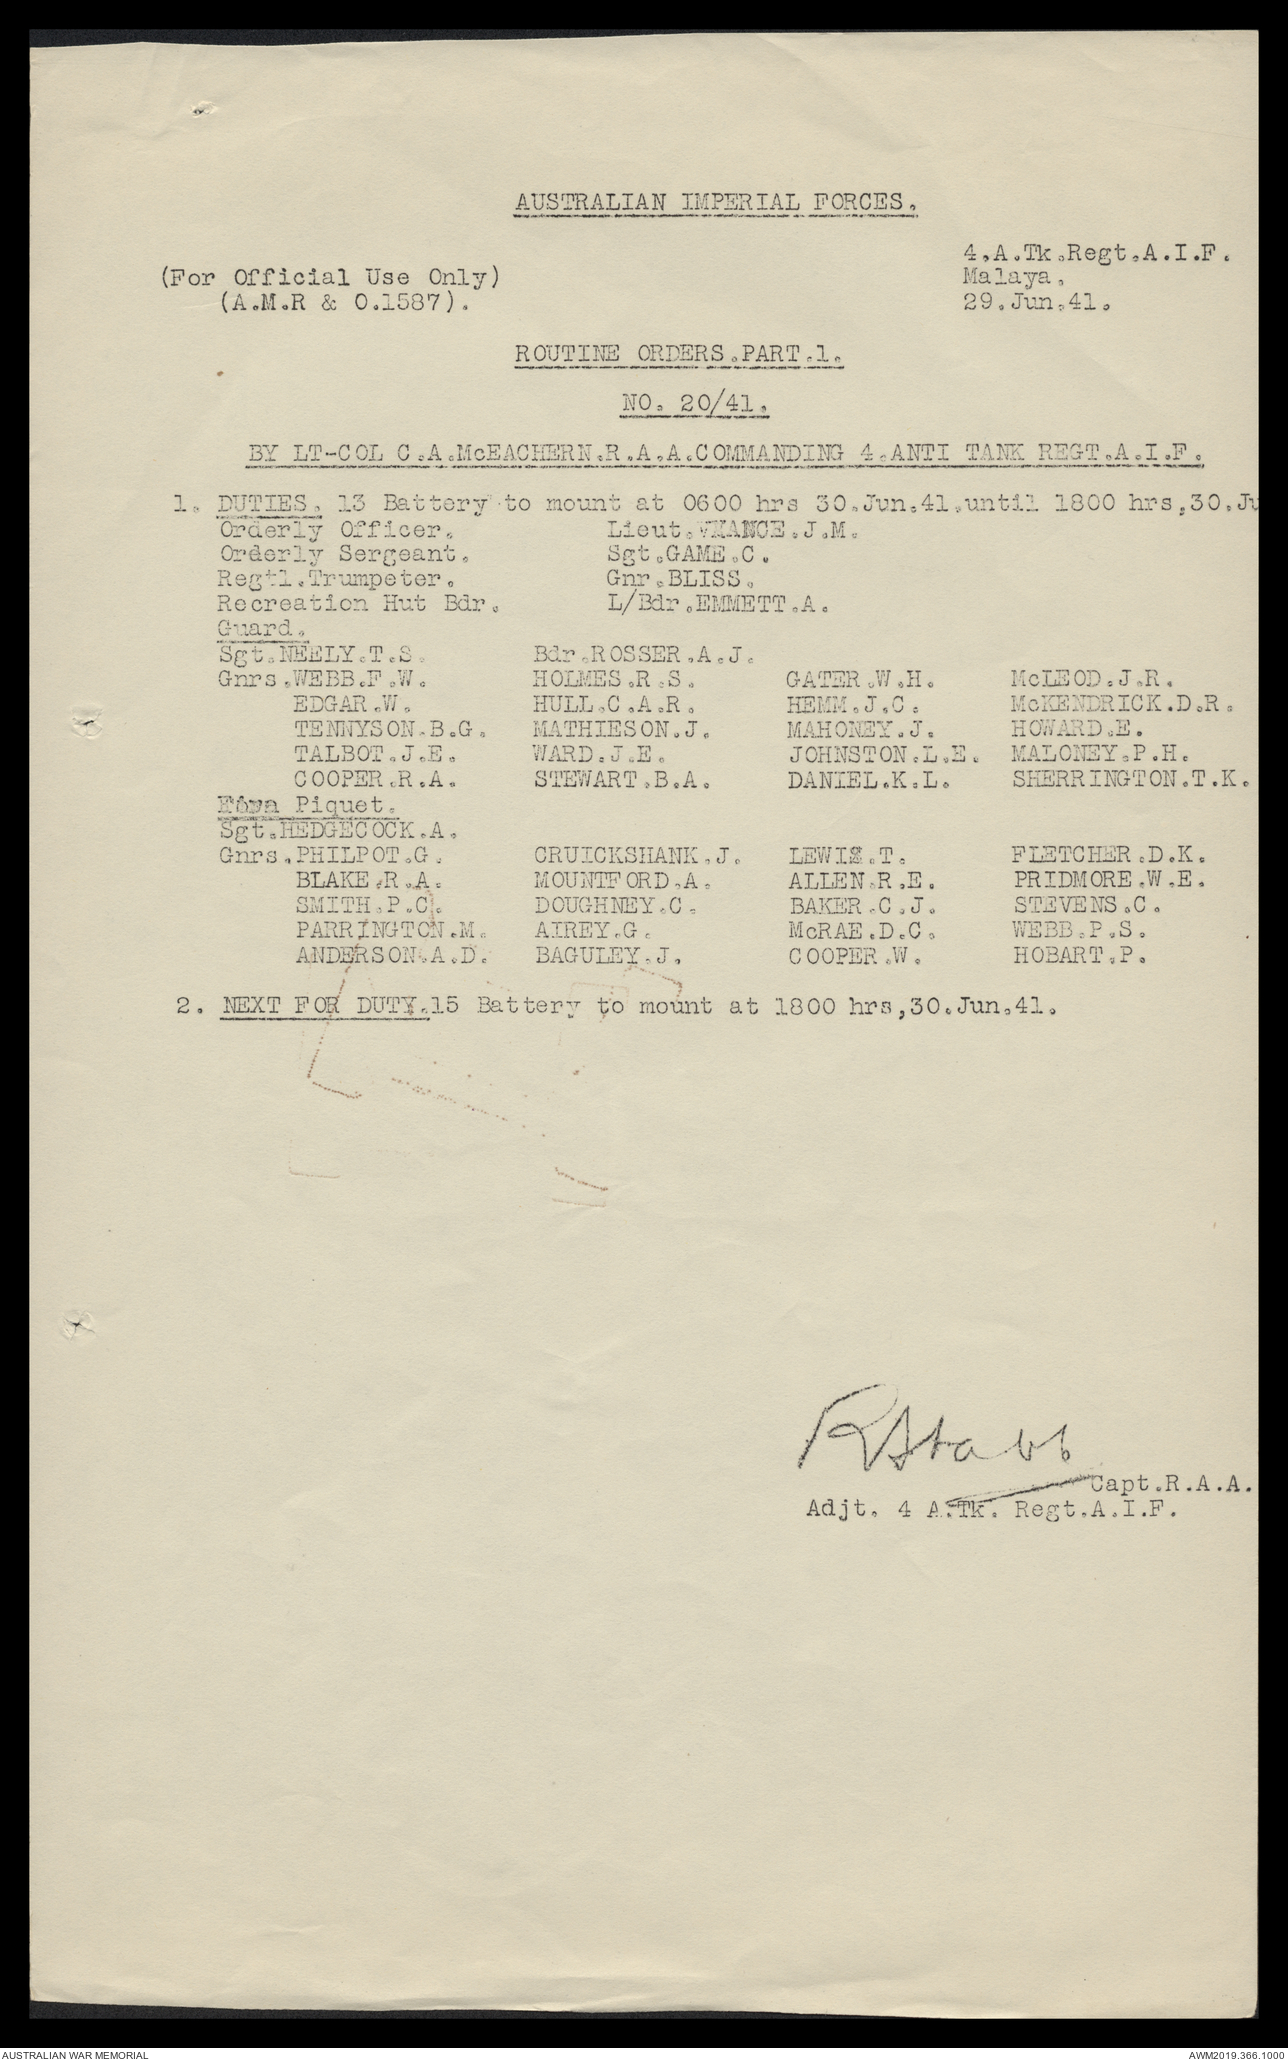 AUSTRALIAN IMPERIAL FORCES.
4.A.Tk.Regt.A.I.F.
(For Official Use Only) Malaya.
(A.M.R & O.1587). 29.Jun.41.
ROUTINE ORDERS.PART.1.
NO. 20/41.
BY LT-COL C.A.McEACHERN.R.A.A.COMMANDING 4.ANTI TANK REGT.A.I.F.
1. DUTIES. 13 Battery to mount at 0600 hrs 30.Jun.41.until 1800 hrs,30.Ju
Orderly Officer. Lieut. J.M.
Orderly Sergeant. Sgt.GAME.C.
Regtl.Trumpeter. Gnr.BLISS.
Recreation Hut Bdr. L/Bdr.EMMETT.A.
Guard.
Sgt.NEELY.T.S. Bdr.ROSSER.A.J.
Gnrs.WEBB.F.W. HOLMES.R.S. GATER.W.H. McLEOD.J.R.
EDGAR.W. HULL.C.A.R. HEMM.J.C. McKENDRICK.D.R.
TENNYSON.B.G. MATHIESON.J. MAHONEY.J. HOWARD.E.
TALBOT.J.E. WARD.J.E. JOHNSTON.L.E. MALONEY.P.H.
COOPER.R.A. STEWART.B.A. DANIEL.K.L. SHERRINGTON.T.K.
Piquet.
Sgt.HEDGECOCK.A.
Gnrs.PHILPOT.G. CRUICKSHANK.J. LEWIS.T. FLETCHER.D.K.
BLAKE.R.A. MOUNTFORD.A. ALLEN.R.E. PRIDMORE.W.E.
SMITH.P.C. DOUGHNEY.C. BAKER.C.J. STEVENS.C.
PARRINGTON.M. AIREY.G. McRAE.D.C. WEBB.P.S.
ANDERSON.A.D. BAGULEY.J. COOPER.W. HOBART.P.
2. NEXT FOR DUTY.15 Battery to mount at 1800 hrs,30.Jun.41.
RStabb
Capt.R.A.A.
Adjt. 4 A.Tk. Regt.A.I.F.
AUSTRALIAN WAR MEMORIAL AWM2019.366.1000